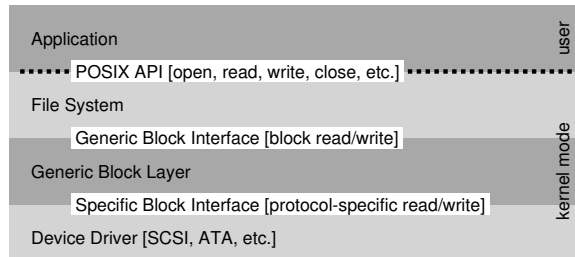 Application
user
POSIX API [open, read, write, close, etc.]
File System
Generic Block Interface [block read/write]
Generic Block Layer
kernel mode
Specific Block Interface [protocol-specific read/write]
Device Driver [SCSI, ATA, etc.]